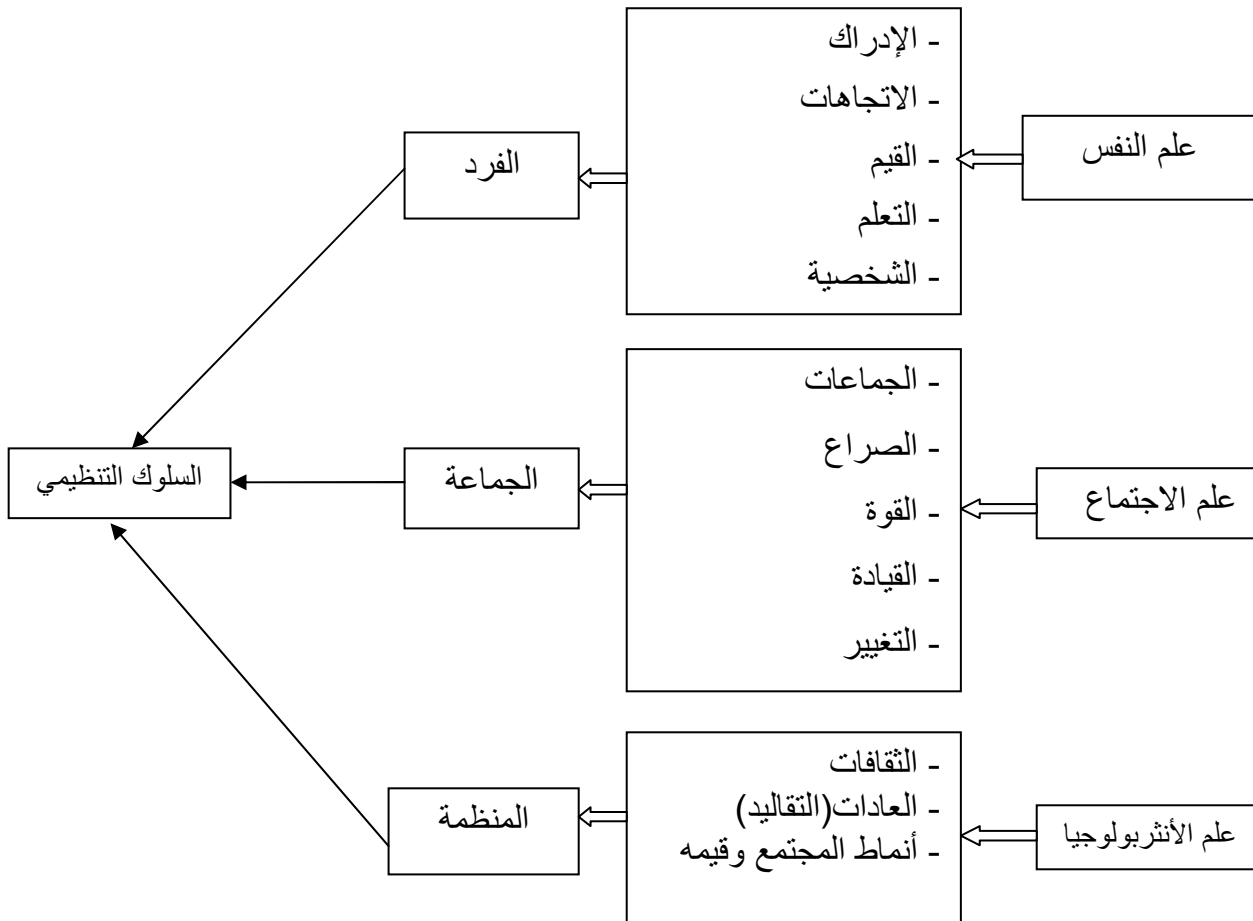 علم النفس
- الإدراك
- الاتجاهات
- القيم
- التعلم
- الشخصية
الفرد
علم الاجتماع
- الجماعات
- الصراع
- القوة
- القيادة
- التغيير
الجماعة
السلوك التنظيمي
علم الأنثربولوجيا
- الثقافات
- العادات(التقاليد)
- أنماط المجتمع وقيمه
المنظمة